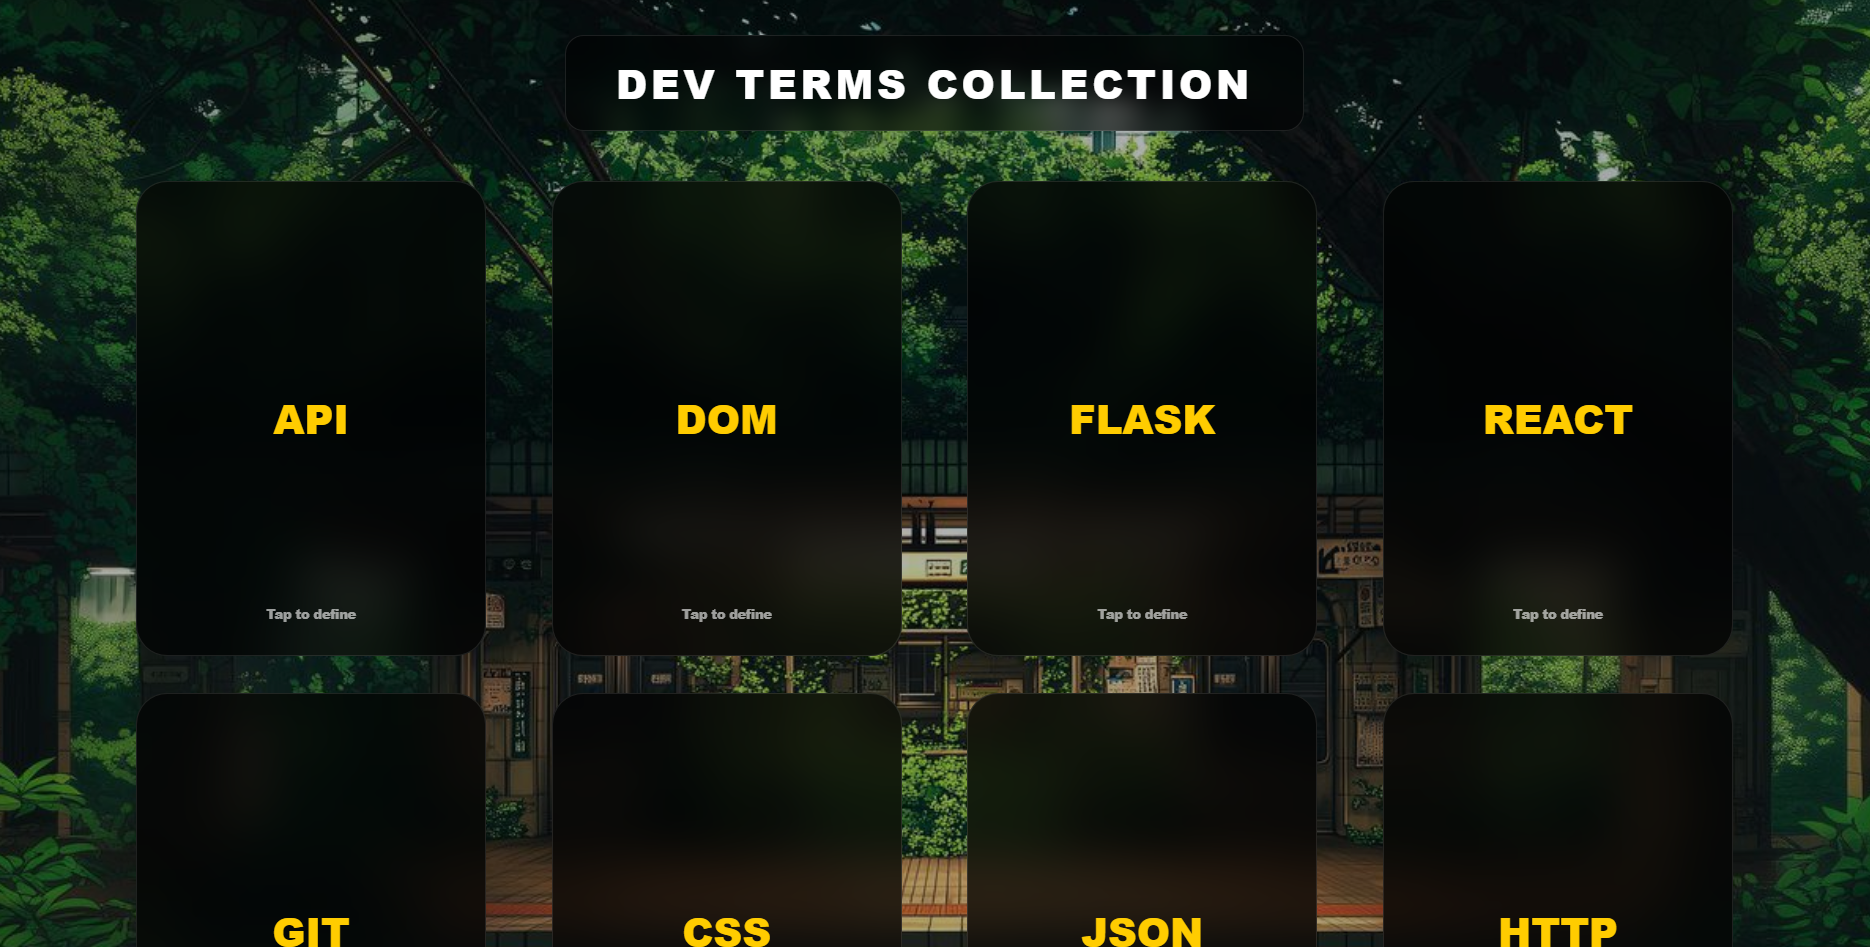 DEV TERMS COLLECTION
API
DOM
FLASK
REACT
Tap to define
Tap to define
Tap to define
Tap to define
GIT
CSS
JSON
HTTP